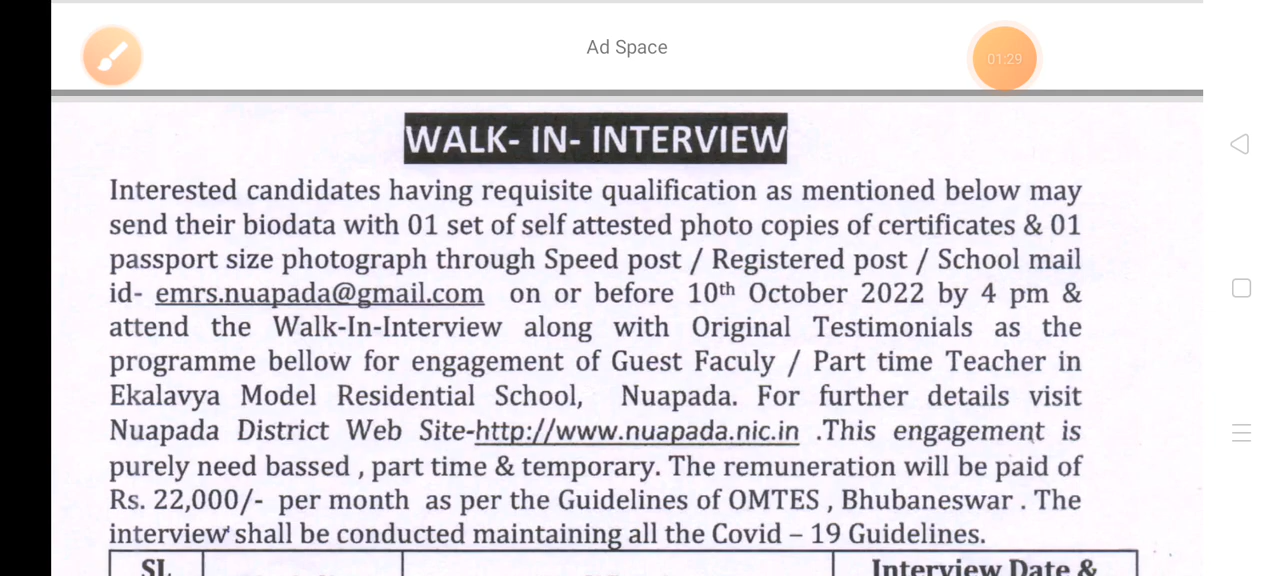 Ad Space
01:29
WALK- IN- INTERVIEW
Interested candidates having requisite qualification as mentioned below may
send their biodata with 01 set of self attested photo copies of certificates & 01
passport size photograph through Speed post / Registered post / School mail
id- emrs.nuapada@gmail.com on or before 10th October 2022 by 4 pm &
attend the Walk-In-Interview along with Original Testimonials as the
programme bellow for engagement of Guest Faculy / Part time Teacher in
Ekalavya Model Residential School, Nuapada. For further details visit
Nuapada District Web Site-http://www.nuapada.nic.in .This engagement is
purely need bassed , part time & temporary. The remuneration will be paid of
Rs. 22,000/- per month as per the Guidelines of OMTES , Bhubaneswar . The
interview shall be conducted maintaining all the Covid – 19 Guidelines.
SL Interview Date &